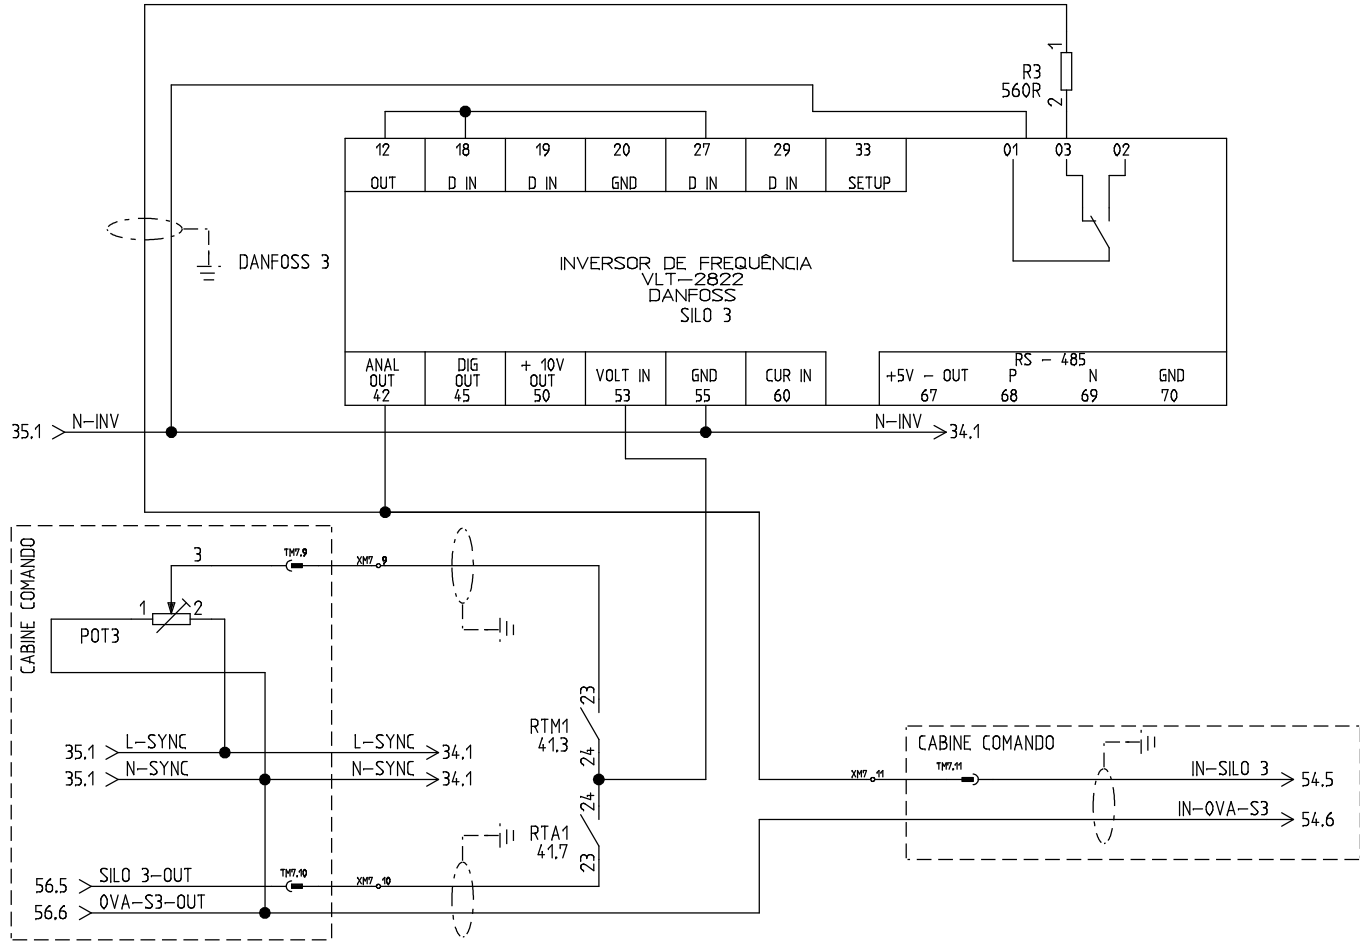 1
R3
560R
2
12 18 19 20 27 29 33 01 03 02
OUT D IN D IN GND D IN D IN SETUP
DANFOSS 3
INVERSOR DE FREQUÊNCIA
VLT-2822
DANFOSS
SILO 3
RS - 485
ANAL OUT 42
DIG OUT 45
+ 10V OUT 50
VOLT IN 53
GND 55
CUR IN 60
+5V - OUT 67
P 68
N 69
GND 70
35.1 N-INV N-INV 34.1
CABINE COMANDO
3 TM7.9 XM7 9
1 2
POT3
23
RTM1
41.3
24
35.1 L-SYNC L-SYNC 34.1
35.1 N-SYNC N-SYNC 34.1
24
RTA1
41.7
23
CABINE COMANDO
XM7 11 TM7.11 IN-SILO 3 54.5
IN-OVA-S3 54.6
56.5 SILO 3-OUT TM7.10 XM7 10
56.6 OVA-S3-OUT